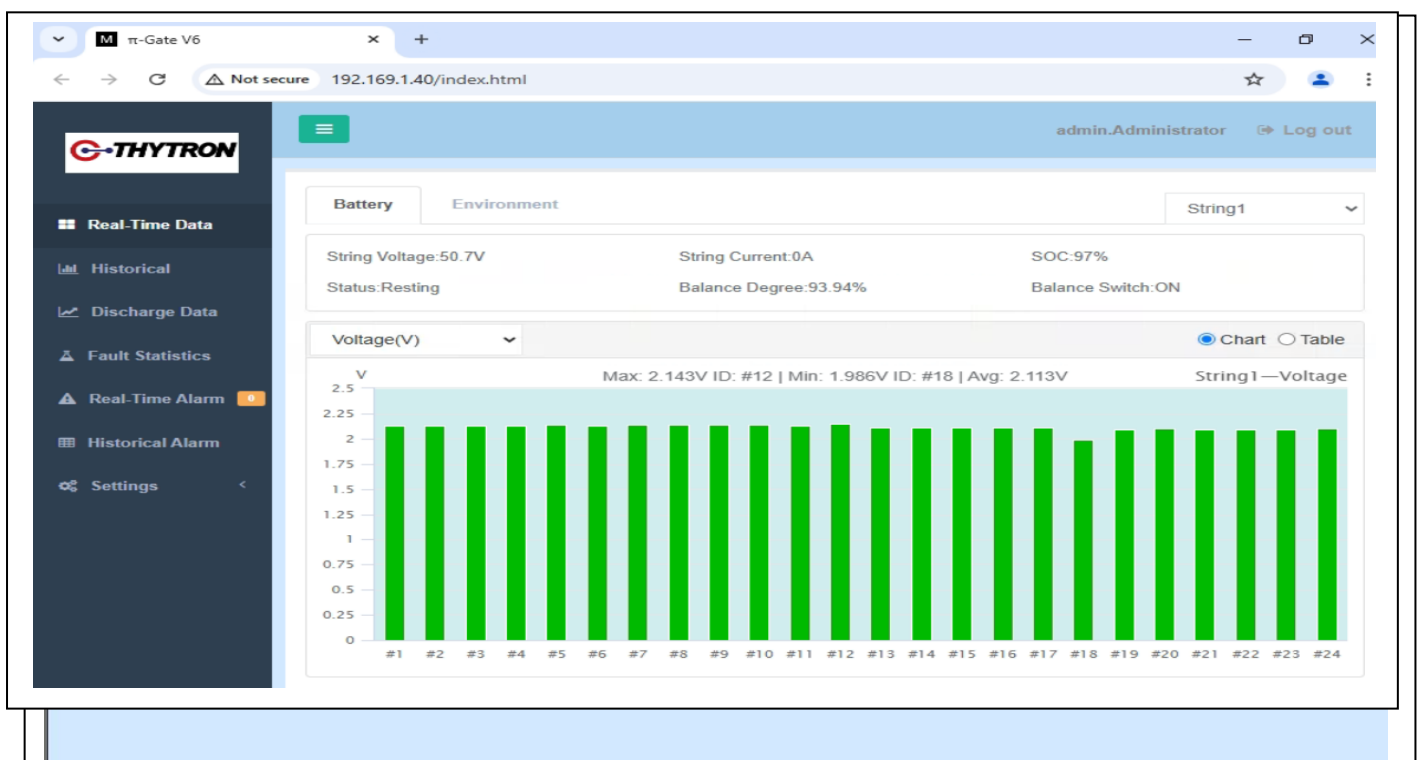 M π-Gate V6
Not secure 192.169.1.40/index.html
THYTRON
admin.Administrator Log out
Real-Time Data
Historical
Discharge Data
Fault Statistics
Real-Time Alarm 0
Historical Alarm
Settings
Battery Environment String1
String Voltage:50.7V String Current:0A SOC:97%
Status:Resting Balance Degree:93.94% Balance Switch:ON
Voltage(V) Chart Table
V Max: 2.143V ID: #12 | Min: 1.986V ID: #18 | Avg: 2.113V String1—Voltage
2.5
2.25
2
1.75
1.5
1.25
1
0.75
0.5
0.25
0
#1 #2 #3 #4 #5 #6 #7 #8 #9 #10 #11 #12 #13 #14 #15 #16 #17 #18 #19 #20 #21 #22 #23 #24